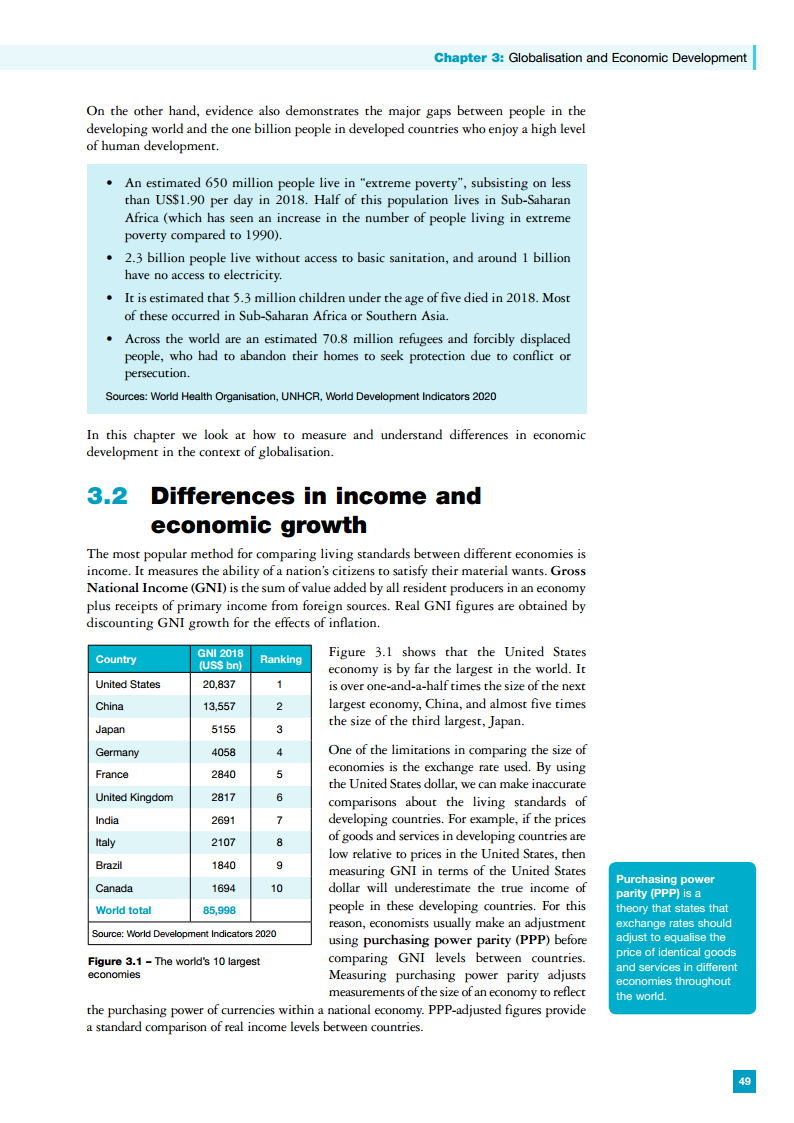 Chapter 3: Globalisation and Economic Development
On the other hand, evidence also demonstrates the major gaps between people in the
developing world and the one billion people in developed countries who enjoy a high level
of human development.
• An estimated 650 million people live in “extreme poverty”, subsisting on less
than US$1.90 per day in 2018. Half of this population lives in Sub-Saharan
Africa (which has seen an increase in the number of people living in extreme
poverty compared to 1990).
• 2.3 billion people live without access to basic sanitation, and around 1 billion
have no access to electricity.
• It is estimated that 5.3 million children under the age of five died in 2018. Most
of these occurred in Sub-Saharan Africa or Southern Asia.
• Across the world are an estimated 70.8 million refugees and forcibly displaced
people, who had to abandon their homes to seek protection due to conflict or
persecution.
Sources: World Health Organisation, UNHCR, World Development Indicators 2020
In this chapter we look at how to measure and understand differences in economic
development in the context of globalisation.
3.2 Differences in income and
economic growth
The most popular method for comparing living standards between different economies is
income. It measures the ability of a nation’s citizens to satisfy their material wants. Gross
National Income (GNI) is the sum of value added by all resident producers in an economy
plus receipts of primary income from foreign sources. Real GNI figures are obtained by
discounting GNI growth for the effects of inflation.
Country GNI 2018 (US$ bn) Ranking
United States 20,837 1
China 13,557 2
Japan 5155 3
Germany 4058 4
France 2840 5
United Kingdom 2817 6
India 2691 7
Italy 2107 8
Brazil 1840 9
Canada 1694 10
World total 85,998
Source: World Development Indicators 2020
Figure 3.1 – The world’s 10 largest
economies
Figure 3.1 shows that the United States
economy is by far the largest in the world. It
is over one-and-a-half times the size of the next
largest economy, China, and almost five times
the size of the third largest, Japan.
One of the limitations in comparing the size of
economies is the exchange rate used. By using
the United States dollar, we can make inaccurate
comparisons about the living standards of
developing countries. For example, if the prices
of goods and services in developing countries are
low relative to prices in the United States, then
measuring GNI in terms of the United States
dollar will underestimate the true income of
people in these developing countries. For this
reason, economists usually make an adjustment
using purchasing power parity (PPP) before
comparing GNI levels between countries.
Measuring purchasing power parity adjusts
measurements of the size of an economy to reflect
the purchasing power of currencies within a national economy. PPP-adjusted figures provide
a standard comparison of real income levels between countries.
Purchasing power
parity (PPP) is a
theory that states that
exchange rates should
adjust to equalise the
price of identical goods
and services in different
economies throughout
the world.
49